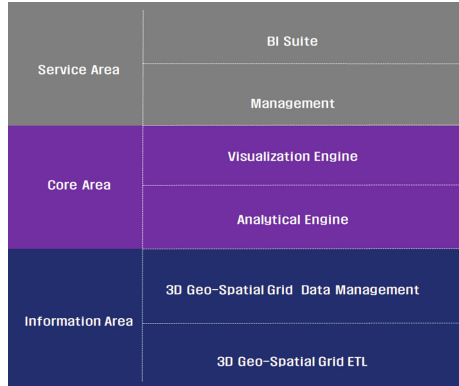 BI Suite
Service Area
Management
Visualization Engine
Core Area
Analytical Engine
3D Geo-Spatial Grid Data Management
Information Area
3D Geo-Spatial Grid ETL